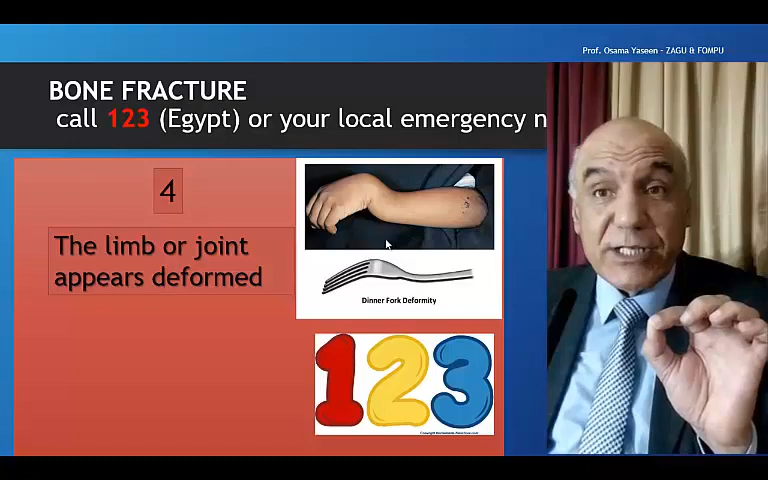 Prof. Osama Yaseen - ZAGU & FOMPU
BONE FRACTURE
call 123 (Egypt) or your local emergency n
4
The limb or joint
appears deformed
Dinner Fork Deformity
123